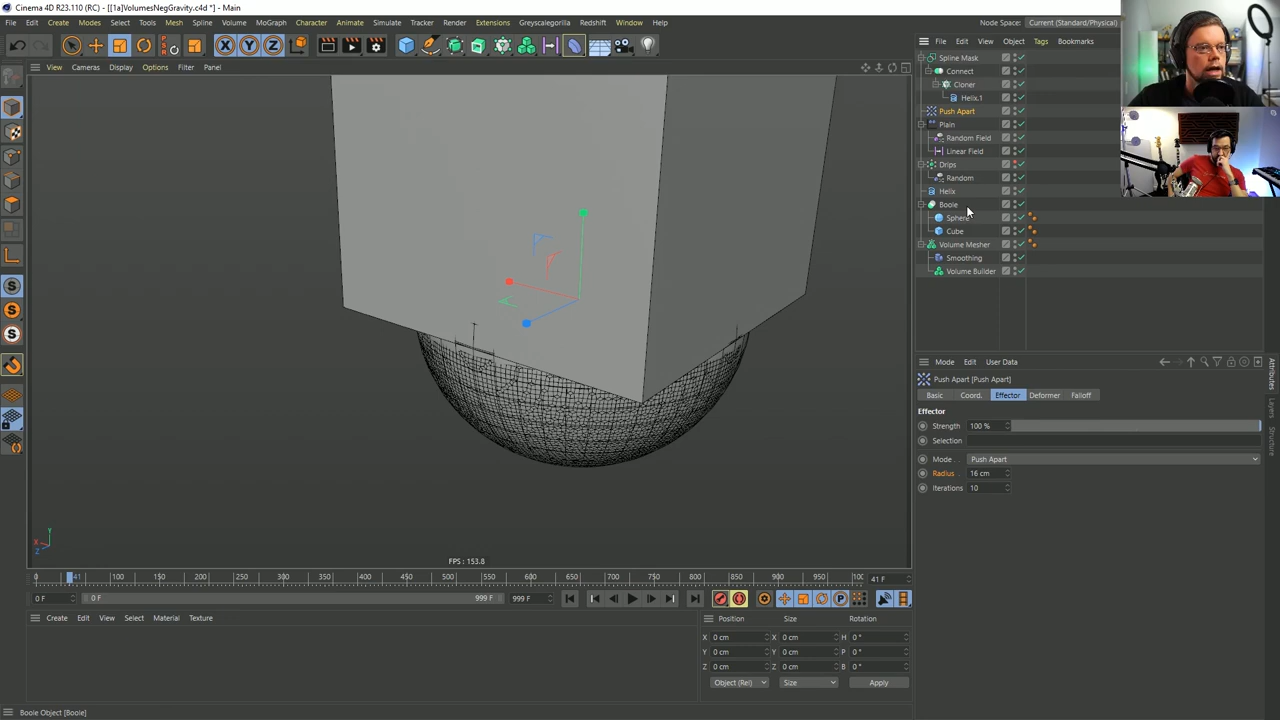 Cinema 4D R23.110 (RC) - [[1a]VolumesNegGravity.c4d *] - Main
File Edit Create Modes Select Tools Spline Mesh Volume MoGraph Character Animate Simulate Tracker Render Extensions Greyscalegorilla Redshift Window Help
Node Space: Current (Standard/Physical)
View Cameras Display Options Filter Panel
File Edit View Object Tags Bookmarks
Spline Mask
Connect
Cloner
Helix.1
Push Apart
Plain
Random Field
Linear Field
Drips
Random
Helix
Boole
Sphere
Cube
Volume Mesher
Smoothing
Volume Builder
Mode Edit User Data
Push Apart [Push Apart]
Basic Coord. Effector Deformer Falloff
Effector
Strength 100 %
Selection
Mode Push Apart
Radius 16 cm
Iterations 10
Attributes
Layers
Structure
Y
X
Z
FPS : 153.8
0 41 100 150 200 250 300 350 400 450 500 550 600 650 700 750 800 850 900 950 100 41 F
0 F 0 F 999 F 999 F
Create Edit View Select Material Texture
Position Size Rotation
X 0 cm X 0 cm H 0 °
Y 0 cm Y 0 cm P 0 °
Z 0 cm Z 0 cm B 0 °
Object (Rel) Size Apply
Boole Object [Boole]